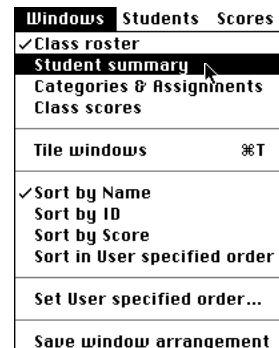 Windows Students Scores
✓Class roster
Student summary
Categories & Assignments
Class scores
Tile windows ⌘T
✓Sort by Name
Sort by ID
Sort by Score
Sort in User specified order
Set User specified order...
Save window arrangement